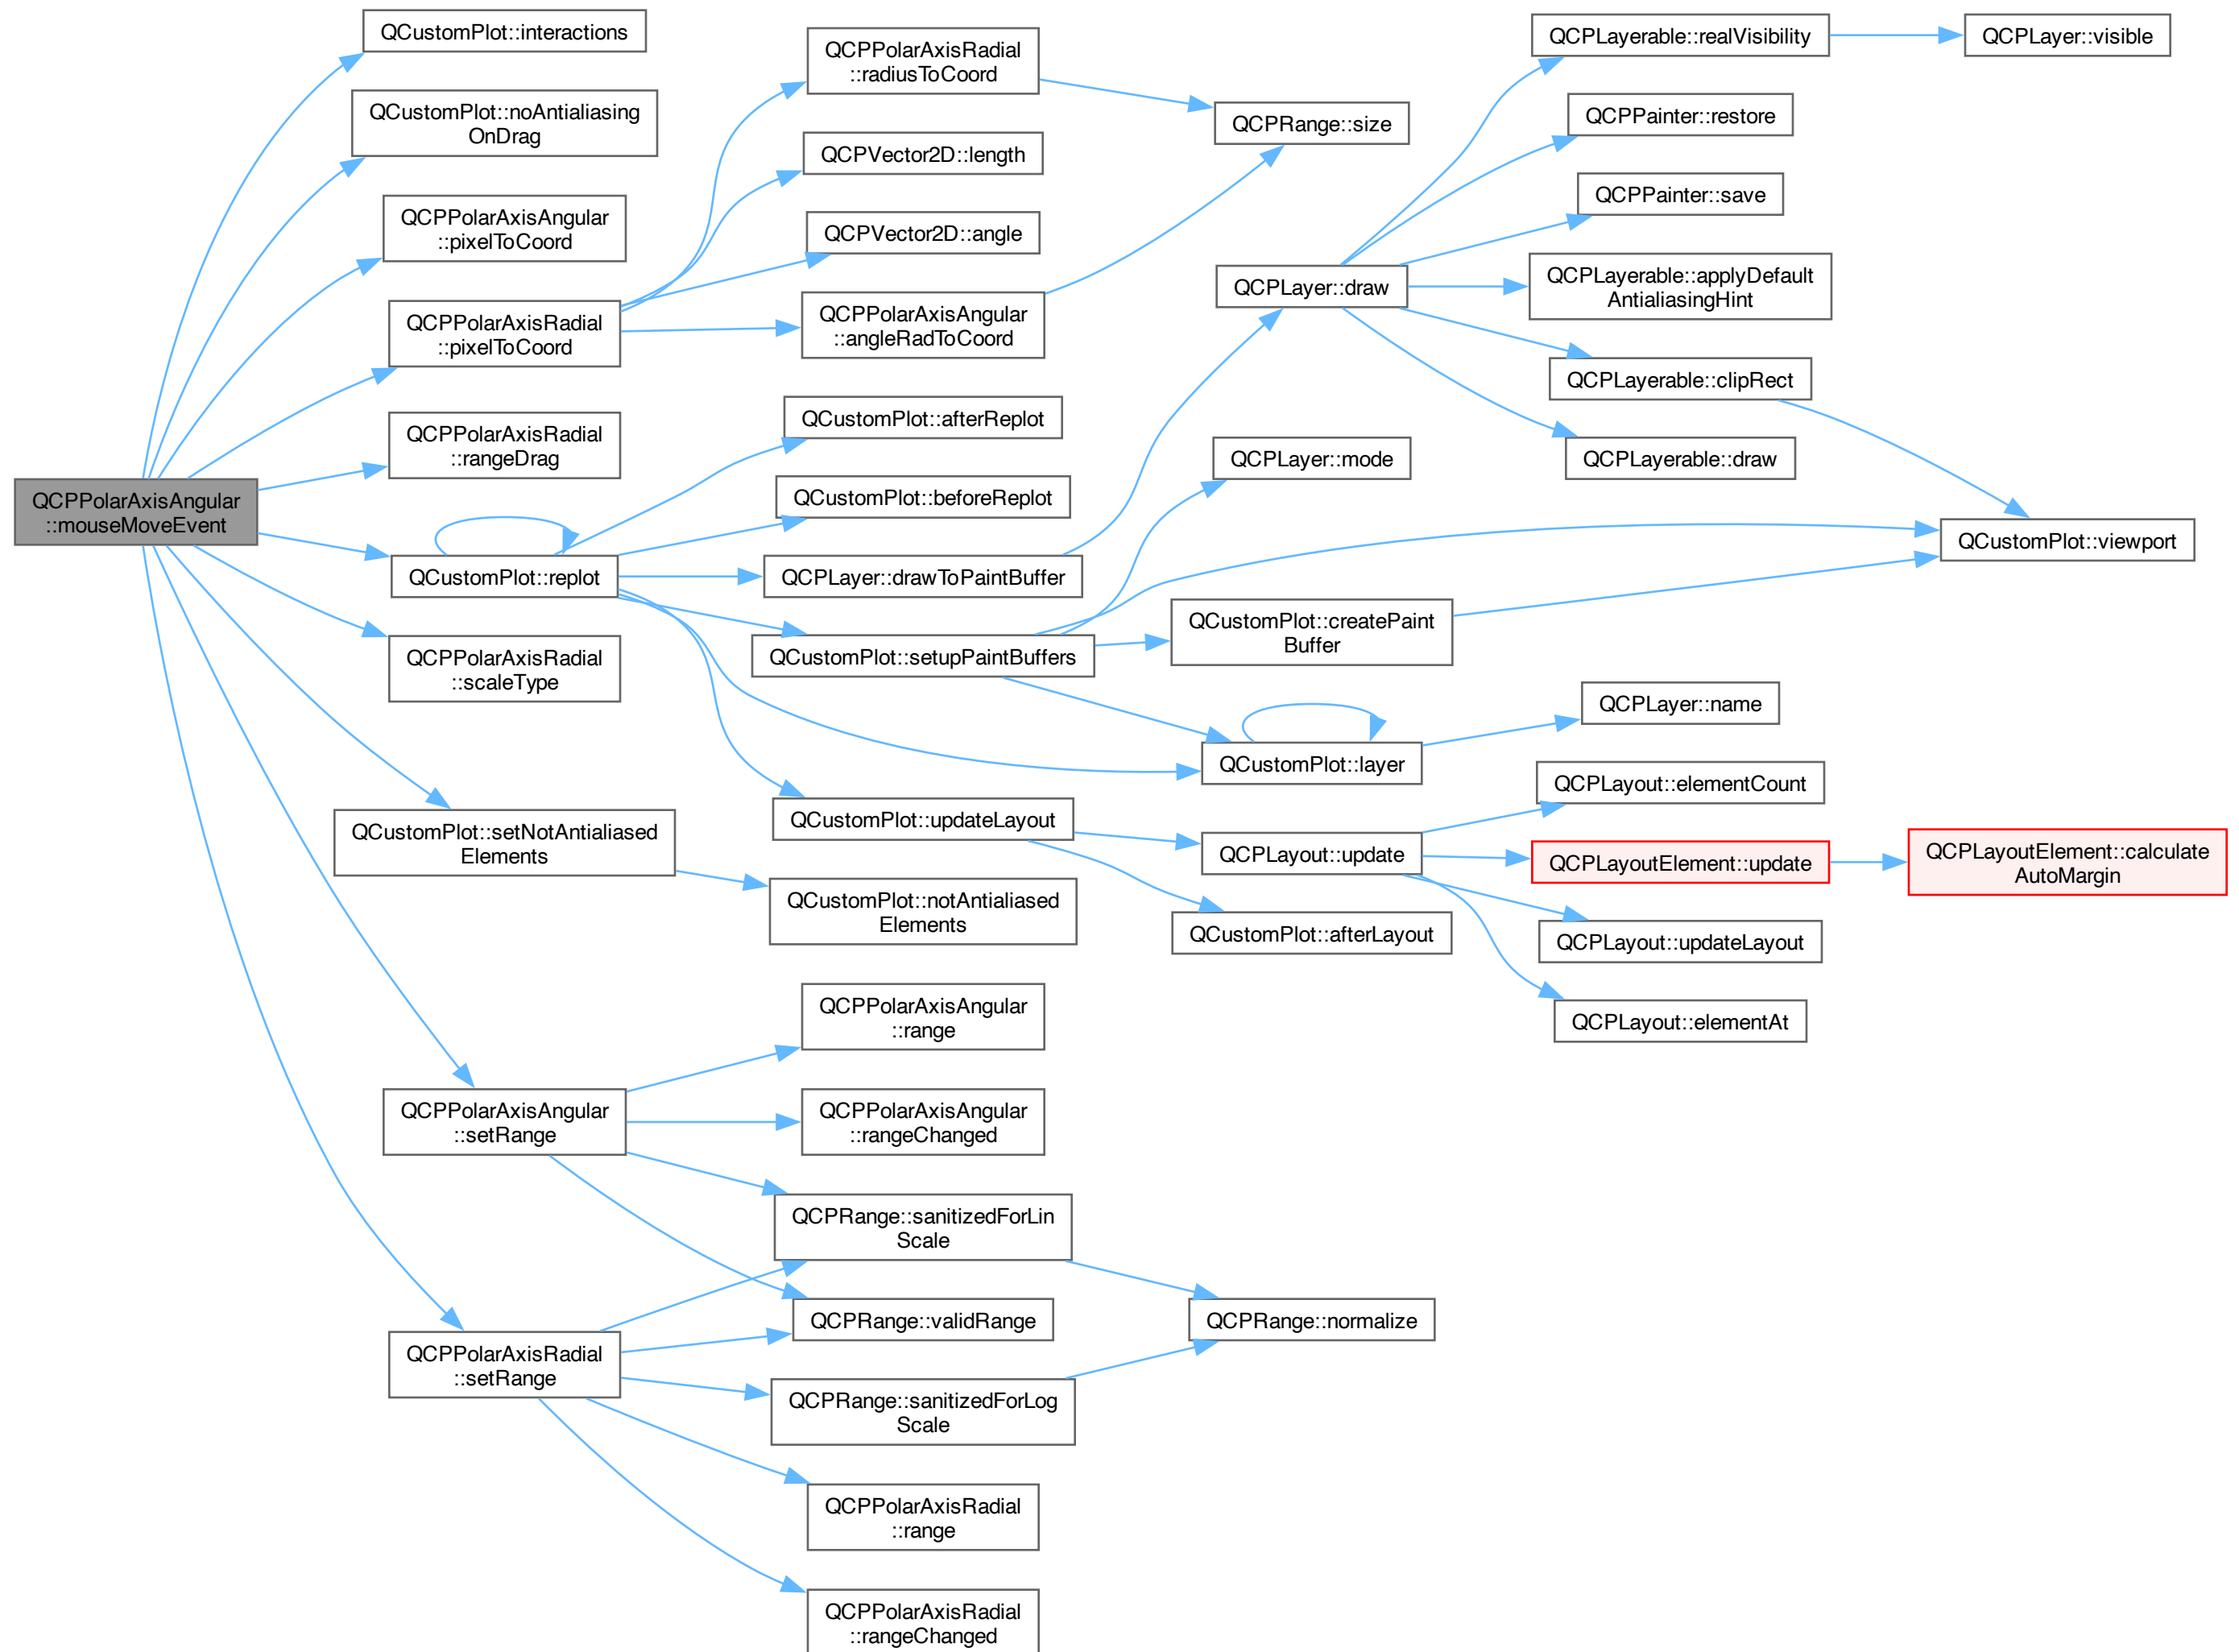 QCPPolarAxisAngular
::mouseMoveEvent
QCustomPlot::interactions
QCustomPlot::noAntialiasing
OnDrag
QCPPolarAxisAngular
::pixelToCoord
QCPPolarAxisRadial
::pixelToCoord
QCPPolarAxisRadial
::rangeDrag
QCustomPlot::replot
QCPPolarAxisRadial
::scaleType
QCustomPlot::setNotAntialiased
Elements
QCPPolarAxisAngular
::setRange
QCPPolarAxisRadial
::setRange
QCPPolarAxisRadial
::radiusToCoord
QCPVector2D::length
QCPVector2D::angle
QCPPolarAxisAngular
::angleRadToCoord
QCustomPlot::afterReplot
QCustomPlot::beforeReplot
QCPLayer::drawToPaintBuffer
QCustomPlot::setupPaintBuffers
QCustomPlot::updateLayout
QCustomPlot::notAntialiased
Elements
QCPPolarAxisAngular
::range
QCPPolarAxisAngular
::rangeChanged
QCPRange::sanitizedForLin
Scale
QCPRange::validRange
QCPRange::sanitizedForLog
Scale
QCPPolarAxisRadial
::range
QCPPolarAxisRadial
::rangeChanged
QCPRange::size
QCPLayer::draw
QCPLayer::mode
QCustomPlot::createPaint
Buffer
QCustomPlot::layer
QCPLayout::update
QCustomPlot::afterLayout
QCPRange::normalize
QCPLayerable::realVisibility
QCPPainter::restore
QCPPainter::save
QCPLayerable::applyDefault
AntialiasingHint
QCPLayerable::clipRect
QCPLayerable::draw
QCPLayer::name
QCPLayout::elementCount
QCPLayoutElement::update
QCPLayout::updateLayout
QCPLayout::elementAt
QCPLayer::visible
QCustomPlot::viewport
QCPLayoutElement::calculate
AutoMargin